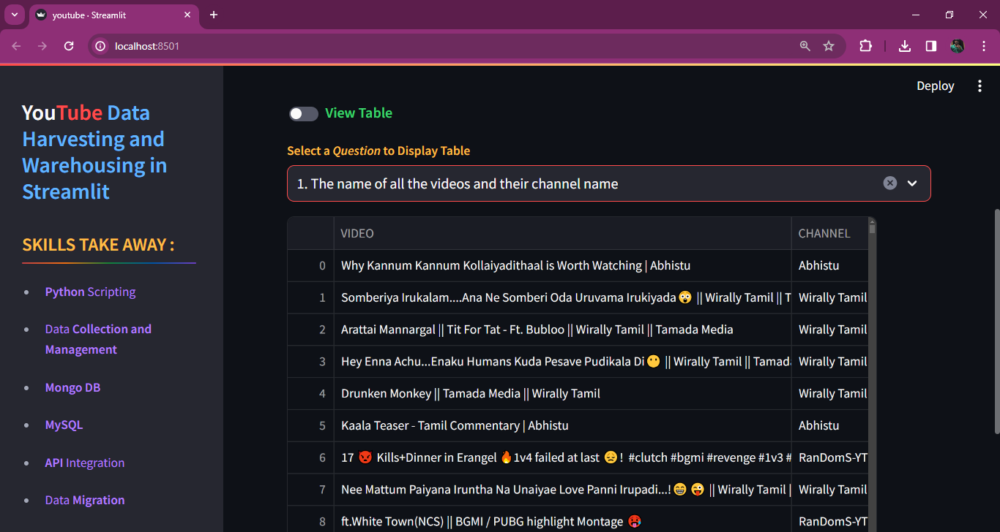 youtube · Streamlit
localhost:8501
Deploy
YouTube Data
Harvesting and
Warehousing in
Streamlit
SKILLS TAKE AWAY :
Python Scripting
Data Collection and
Management
Mongo DB
MySQL
API Integration
Data Migration
View Table
Select a Question to Display Table
1. The name of all the videos and their channel name
VIDEO CHANNEL
0 Why Kannum Kannum Kollaiyadithaal is Worth Watching | Abhistu Abhistu
1 Somberiya Irukalam....Ana Ne Somberi Oda Uruvama Irukiyada😲 || Wirally Tamil || T Wirally Tamil
2 Arattai Mannargal || Tit For Tat - Ft. Bubloo || Wirally Tamil || Tamada Media Wirally Tamil
3 Hey Enna Achu...Enaku Humans Kuda Pesave Pudikala Di😶 || Wirally Tamil || Tamada Wirally Tamil
4 Drunken Monkey || Tamada Media || Wirally Tamil Wirally Tamil
5 Kaala Teaser - Tamil Commentary | Abhistu Abhistu
6 17 👿 Kills+Dinner in Erangel 🔥1v4 failed at last 😔! #clutch #bgmi #revenge #1v3 # RanDomS-YT
7 Nee Mattum Paiyana Iruntha Na Unaiyae Love Panni Irupadi...!😁 😜 || Wirally Tamil | Wirally Tamil
8 ft.White Town(NCS) || BGMI / PUBG highlight Montage 🥵 RanDomS-YT